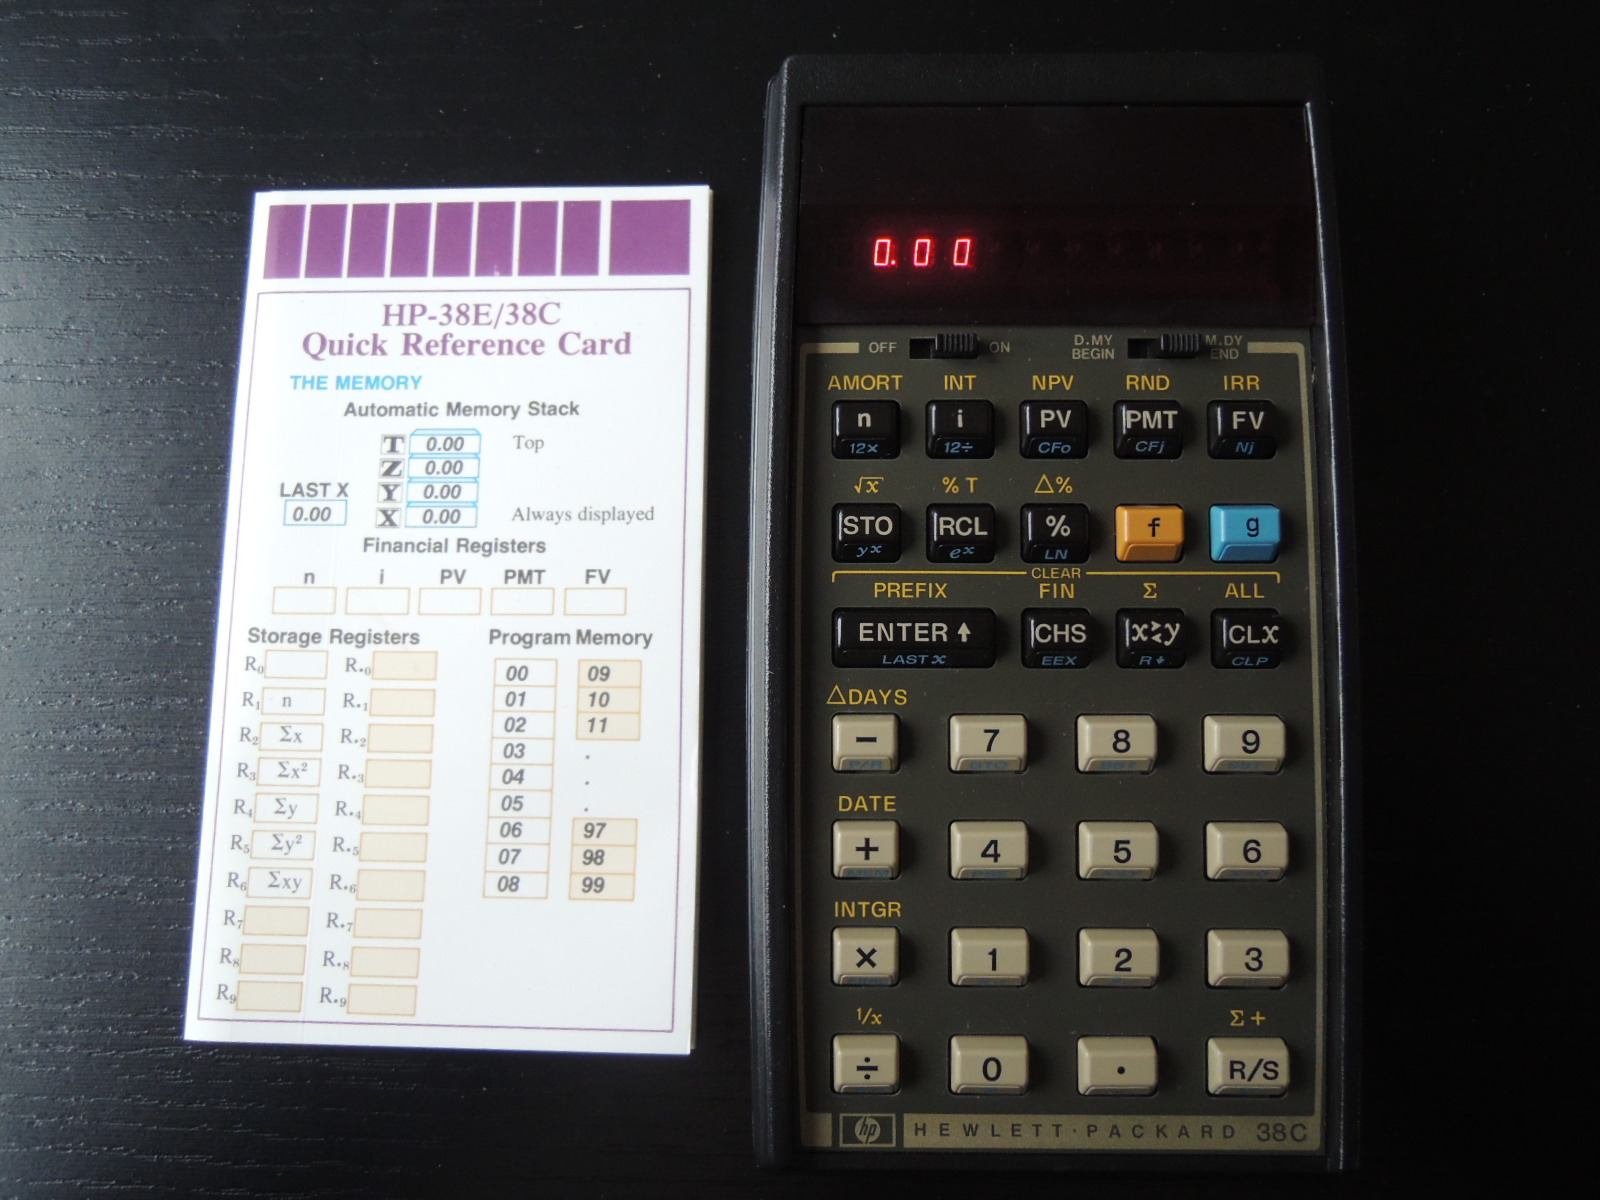 HP-38E/38C
Quick Reference Card
THE MEMORY
Automatic Memory Stack
T 0.00 Top
Z 0.00
LAST X Y 0.00
0.00 X 0.00 Always displayed
Financial Registers
n i PV PMT FV
Storage Registers Program Memory
R0 R.0 00 09
R1 n R.1 01 10
R2 Σx R.2 02 11
R3 Σx² R.3 03 .
R4 Σy R.4 04 .
R5 Σy² R.5 05 .
R6 Σxy R.6 06 97
R7 R.7 07 98
R8 R.8 08 99
R9 R.9
0.00
OFF ON D.MY BEGIN M.DY END
AMORT INT NPV RND IRR
n i PV PMT FV
12× 12÷ CFo CFj Nj
√x %T Δ%
STO RCL % f g
yx ex LN
CLEAR
PREFIX FIN Σ ALL
ENTER↑ CHS x≷y CLx
LAST x EEX R↓ CLP
ΔDAYS
− 7 8 9
P/R GTO BST
DATE
+ 4 5 6
INTGR
× 1 2 3
1/x Σ+
÷ 0 . R/S
hp HEWLETT·PACKARD 38C